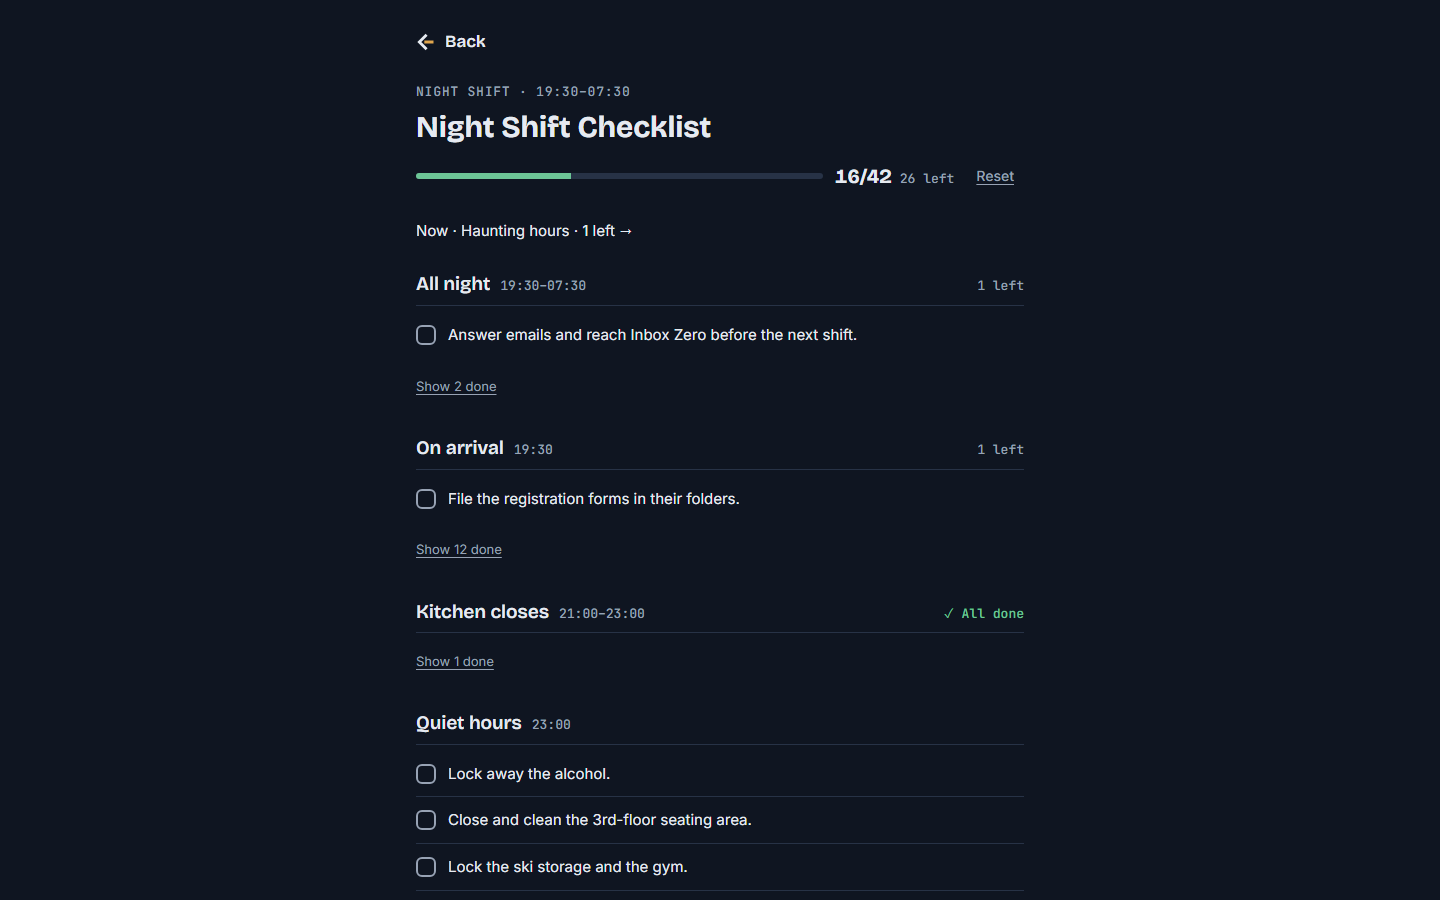 Back
NIGHT SHIFT · 19:30–07:30
Night Shift Checklist
16/42 26 left Reset
Now · Haunting hours · 1 left →
All night 19:30–07:30 1 left
Answer emails and reach Inbox Zero before the next shift.
Show 2 done
On arrival 19:30 1 left
File the registration forms in their folders.
Show 12 done
Kitchen closes 21:00–23:00 ✓ All done
Show 1 done
Quiet hours 23:00
Lock away the alcohol.
Close and clean the 3rd-floor seating area.
Lock the ski storage and the gym.